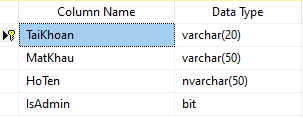 Column Name Data Type
TaiKhoan varchar(20)
MatKhau varchar(50)
HoTen nvarchar(50)
IsAdmin bit